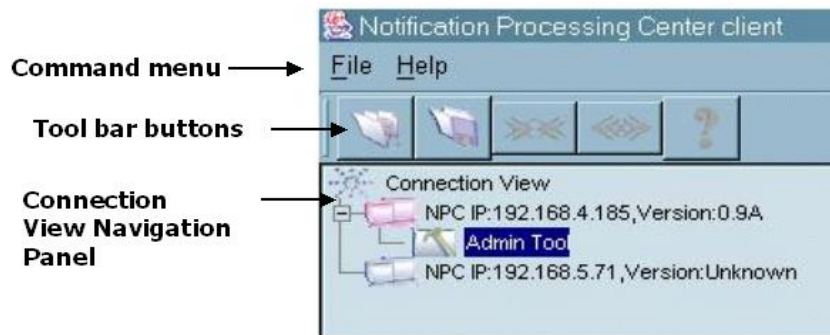 Notification Processing Center client
Command menu
File Help
Tool bar buttons
?
Connection View Navigation Panel
Connection View
NPC IP:192.168.4.185,Version:0.9A
Admin Tool
NPC IP:192.168.5.71,Version:Unknown